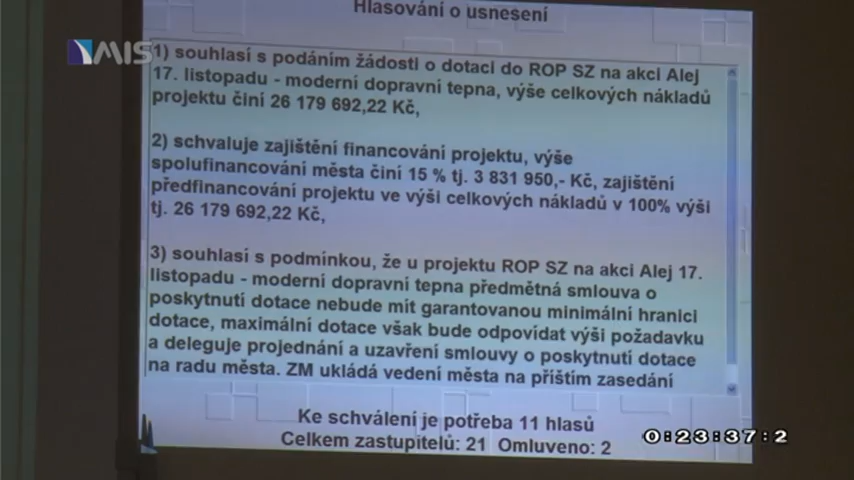 Hlasování o usnesení
MIS
1) souhlasí s podáním žádosti o dotaci do ROP SZ na akci Alej
17. listopadu - moderní dopravní tepna, výše celkových nákladů
projektu činí 26 179 692,22 Kč,
2) schvaluje zajištění financování projektu, výše
spolufinancování města činí 15 % tj. 3 831 950,- Kč, zajištění
předfinancování projektu ve výši celkových nákladů v 100% výši
tj. 26 179 692,22 Kč,
3) souhlasí s podmínkou, že u projektu ROP SZ na akci Alej 17.
listopadu - moderní dopravní tepna předmětná smlouva o
poskytnutí dotace nebude mít garantovanou minimální hranici
dotace, maximální dotace však bude odpovídat výši požadavku
a deleguje projednání a uzavření smlouvy o poskytnutí dotace
na radu města. ZM ukládá vedení města na příštím zasedání
Ke schválení je potřeba 11 hlasů
Celkem zastupitelů: 21 Omluveno: 2
0:23:37:2